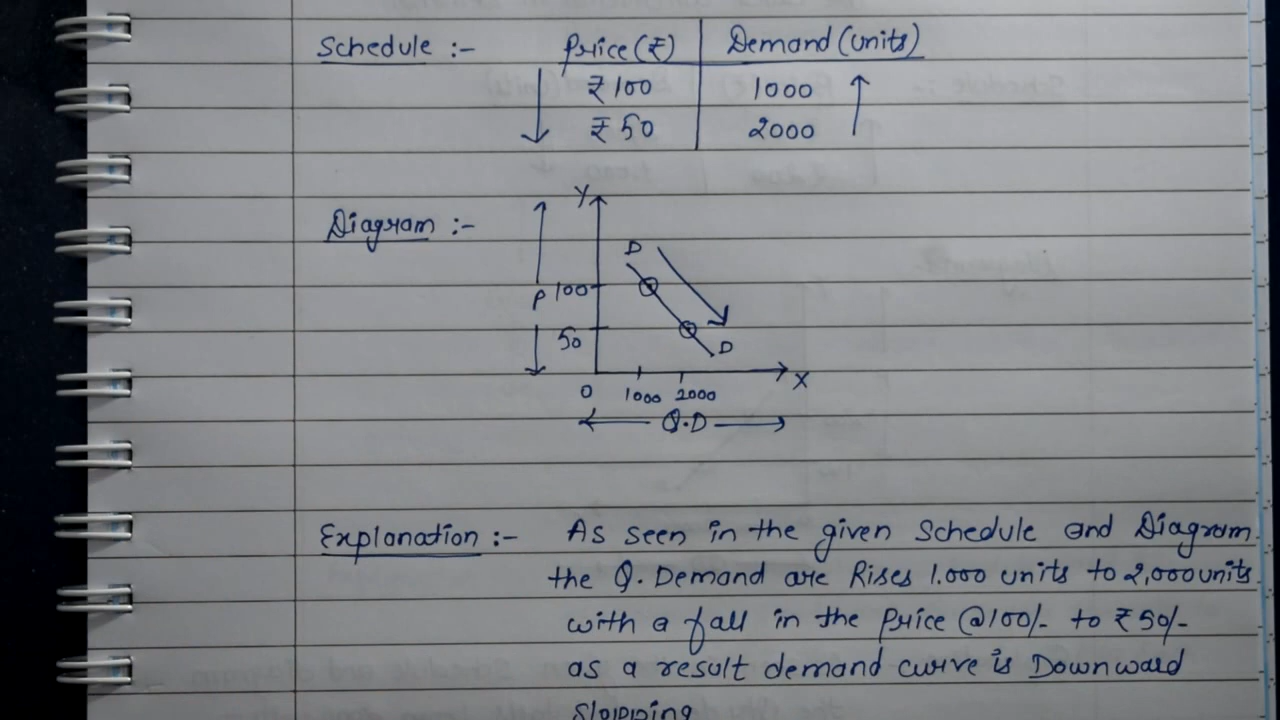 Schedule :- Price (₹) Demand (units)
₹ 100 1000
₹ 50 2000
Diagram :-
Y
D
P 100
50
D
X
0 1000 2000
Q.D
Explanation :- As seen in the given Schedule and Diagram
the Q. Demand are Rises 1.000 units to 2,000 units
with a fall in the Price @100/- to ₹50/-
as a result demand curve is Downward
Slopping